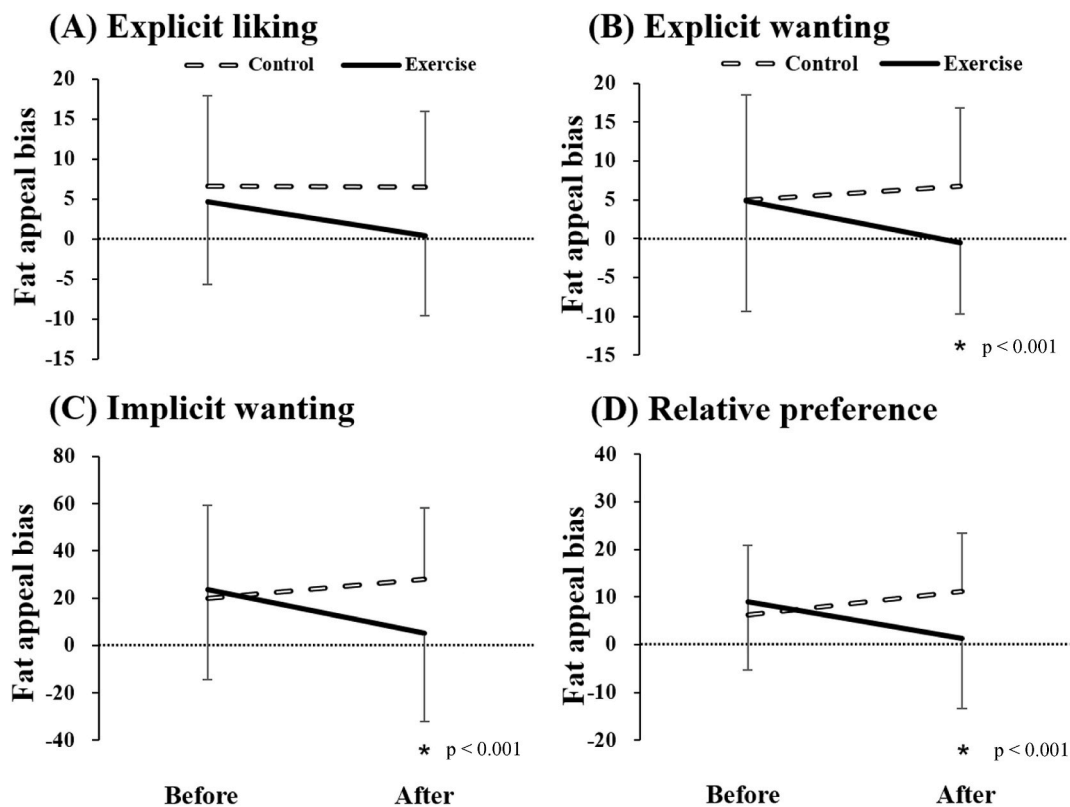 (A) Explicit liking
Control Exercise
Fat appeal bias
20
15
10
5
0
-5
-10
-15
(B) Explicit wanting
Control Exercise
Fat appeal bias
20
15
10
5
0
-5
-10
-15
* p < 0.001
(C) Implicit wanting
Fat appeal bias
80
60
40
20
0
-20
-40
* p < 0.001
Before After
(D) Relative preference
Fat appeal bias
40
30
20
10
0
-10
-20
* p < 0.001
Before After